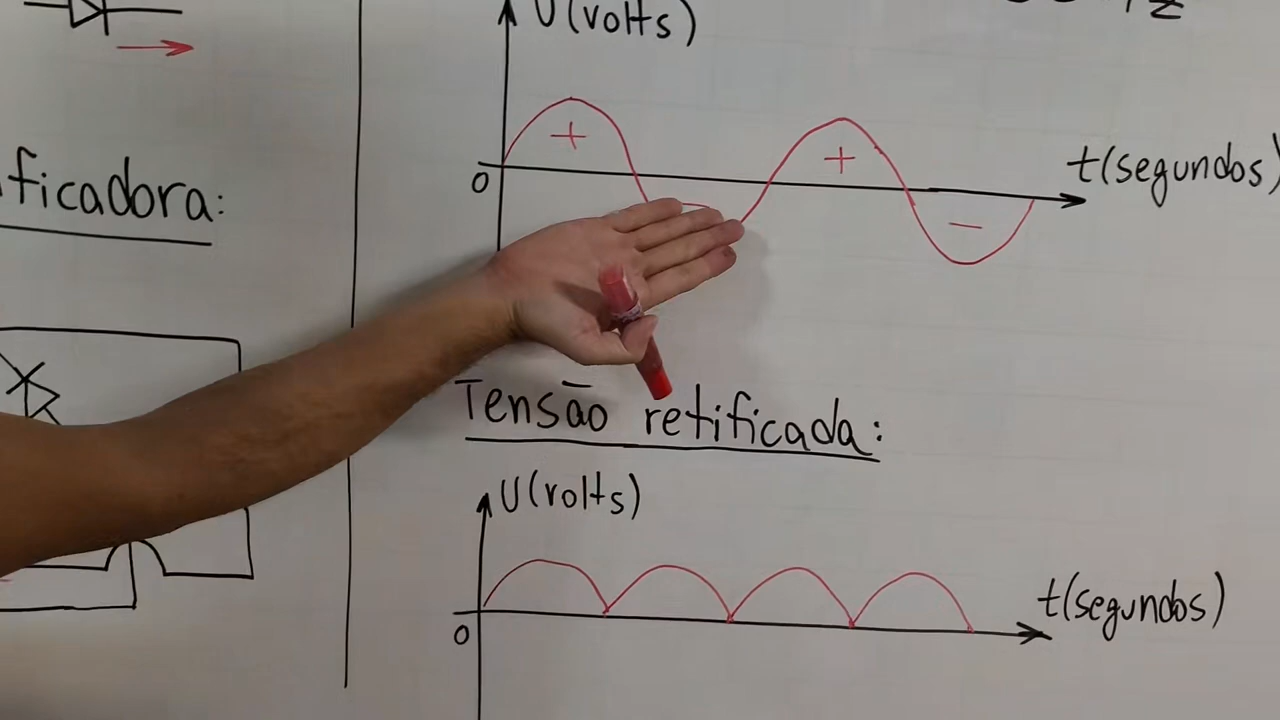 U(volts)
+
+
t(segundos)
0
-
ficadora:
Tensão retificada:
U(volts)
t(segundos)
0